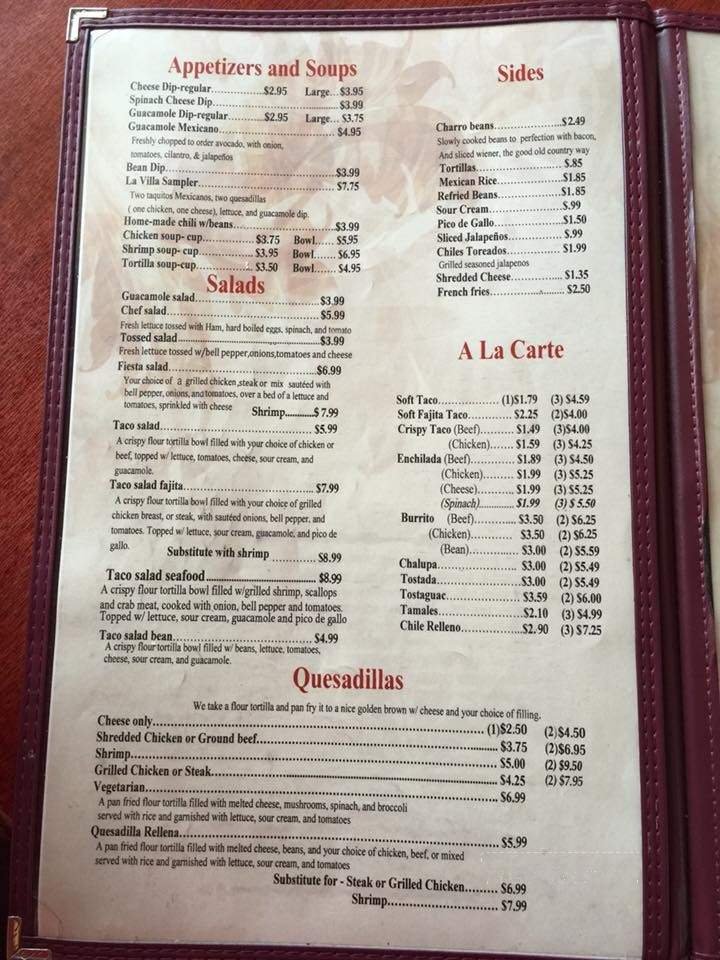 Appetizers and Soups
Cheese Dip-regular..............$2.95 Large... $3.95
Spinach Cheese Dip.......................................$3.99
Guacamole Dip-regular.........$2.95 Large... $3.75
Guacamole Mexicano.....................................$4.95
Freshly chopped to order avocado, with onion,
tomatoes, cilantro, & jalapeños
Bean Dip.....................................................$3.99
La Villa Sampler...........................................$7.75
Two taquitos Mexicanos, two quesadillas
( one chicken, one cheese), lettuce, and guacamole dip.
Home-made chili w/beans................................$3.99
Chicken soup- cup................$3.75 Bowl...... $5.95
Shrimp soup- cup................. $3.95 Bowl...... $6.95
Tortilla soup-cup................. $3.50 Bowl...... $4.95
Salads
Guacamole salad.......................................$3.99
Chef salad................................................$5.99
Fresh lettuce tossed with Ham, hard boiled eggs, spinach, and tomato
Tossed salad.............................................$3.99
Fresh lettuce tossed w/bell pepper,onions,tomatoes and cheese
Fiesta salad..............................................$6.99
Your choice of a grilled chicken,steak or mix sautéed with
bell pepper, onions, and tomatoes, over a bed of a lettuce and
tomatoes, sprinkled with cheese
Shrimp...........$ 7.99
Taco salad................................................ $5.99
A crispy flour tortilla bowl filled with your choice of chicken or
beef, topped w/ lettuce, tomatoes, cheese, sour cream, and
guacamole.
Taco salad fajita........................................$7.99
A crispy flour tortilla bowl filled with your choice of grilled
chicken breast, or steak, with sautéed onions, bell pepper, and
tomatoes. Topped w/ lettuce, sour cream, guacamole, and pico de
gallo.
Substitute with shrimp ............ $8.99
Taco salad seafood.................................. $8.99
A crispy flour tortilla bowl filled w/grilled shrimp, scallops
and crab meat, cooked with onion, bell pepper and tomatoes.
Topped w/ lettuce, sour cream, guacamole and pico de gallo
Taco salad bean........................................$4.99
A crispy flour tortilla bowl filled w/ beans, lettuce, tomatoes,
cheese, sour cream, and guacamole.
Sides
Charro beans......................$2.49
Slowly cooked beans to perfection with bacon,
And sliced wiener, the good old country way
Tortillas............................ $.85
Mexican Rice......................$1.85
Refried Beans.....................$1.85
Sour Cream........................$.99
Pico de Gallo......................$1.50
Sliced Jalapeños..................$.99
Chiles Toreados...................$1.99
Grilled seasoned jalapenos
Shredded Cheese..................$1.35
French fries........................ $2.50
A La Carte
Soft Taco.................... (1)$1.79 (3) $4.59
Soft Fajita Taco............. $2.25 (2)$4.00
Crispy Taco (Beef).......... $1.49 (3)$4.00
(Chicken)..... $1.59 (3) $4.25
Enchilada (Beef)............. $1.89 (3) $4.50
(Chicken)......... $1.99 (3) $5.25
(Cheese)........... $1.99 (3) $5.25
(Spinach)............ $1.99 (3) $ 5.50
Burrito (Beef)............. $3.50 (2) $6.25
(Chicken)............ $3.50 (2) $6.25
(Bean)................ $3.00 (2) $5.59
Chalupa........................ $3.00 (2) $5.49
Tostada.........................$3.00 (2) $5.49
Tostaguac..................... $3.59 (2) $6.00
Tamales........................$2.10 (3) $4.99
Chile Relleno.................$2.90 (3) $7.25
Quesadillas
We take a flour tortilla and pan fry it to a nice golden brown w/ cheese and your choice of filling.
Cheese only........................................................................ (1)$2.50 (2)$4.50
Shredded Chicken or Ground beef.............................................. $3.75 (2)$6.95
Shrimp.................................................................................. $5.00 (2) $9.50
Grilled Chicken or Steak........................................................... $4.25 (2) $7.95
Vegetarian............................................................................. $6.99
A pan fried flour tortilla filled with melted cheese, mushrooms, spinach, and broccoli
served with rice and garnished with lettuce, sour cream, and tomatoes
Quesadilla Rellena................................................................... $5.99
A pan fried flour tortilla filled with melted cheese, beans, and your choice of chicken, beef, or mixed
served with rice and garnished with lettuce, sour cream, and tomatoes
Substitute for - Steak or Grilled Chicken......... $6.99
Shrimp............................ $7.99